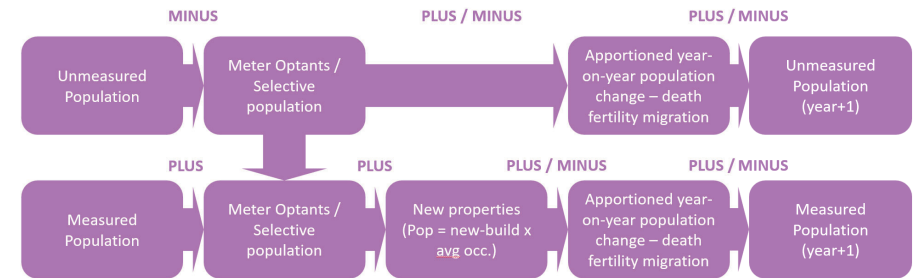 MINUS
PLUS / MINUS
PLUS / MINUS
Unmeasured
Population
Meter Optants /
Selective
population
Apportioned year-
on-year population
change – death
fertility migration
Unmeasured
Population
(year+1)
PLUS
PLUS
PLUS / MINUS
PLUS / MINUS
Measured
Population
Meter Optants /
Selective
population
New properties
(Pop = new-build x
avg occ.)
Apportioned year-
on-year population
change – death
fertility migration
Measured
Population
(year+1)